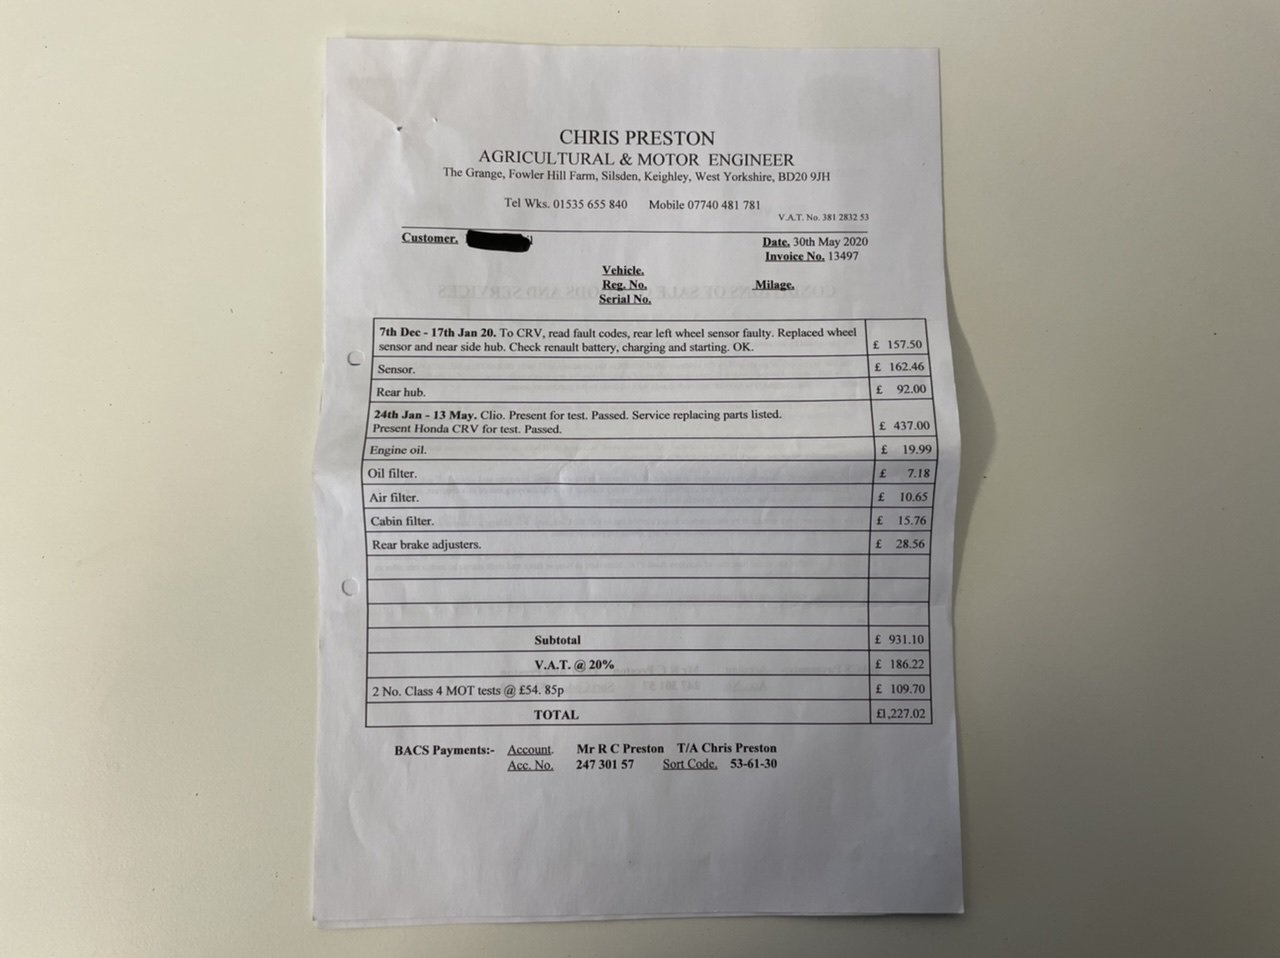 CHRIS PRESTON
AGRICULTURAL & MOTOR ENGINEER
The Grange, Fowler Hill Farm, Silsden, Keighley, West Yorkshire, BD20 9JH
Tel Wks. 01535 655 840 Mobile 07740 481 781
V.A.T. No. 381 2832 53
Customer.
Date. 30th May 2020
Invoice No. 13497
Vehicle.
Reg. No. Milage.
Serial No.
7th Dec - 17th Jan 20. To CRV, read fault codes, rear left wheel sensor faulty. Replaced wheel
sensor and near side hub. Check renault battery, charging and starting. OK. £ 157.50
Sensor. £ 162.46
Rear hub. £ 92.00
24th Jan - 13 May. Clio. Present for test. Passed. Service replacing parts listed.
Present Honda CRV for test. Passed. £ 437.00
Engine oil. £ 19.99
Oil filter. £ 7.18
Air filter. £ 10.65
Cabin filter. £ 15.76
Rear brake adjusters. £ 28.56
Subtotal £ 931.10
V.A.T. @ 20% £ 186.22
2 No. Class 4 MOT tests @ £54. 85p £ 109.70
TOTAL £1,227.02
BACS Payments:- Account. Mr R C Preston T/A Chris Preston
Acc. No. 247 301 57 Sort Code. 53-61-30